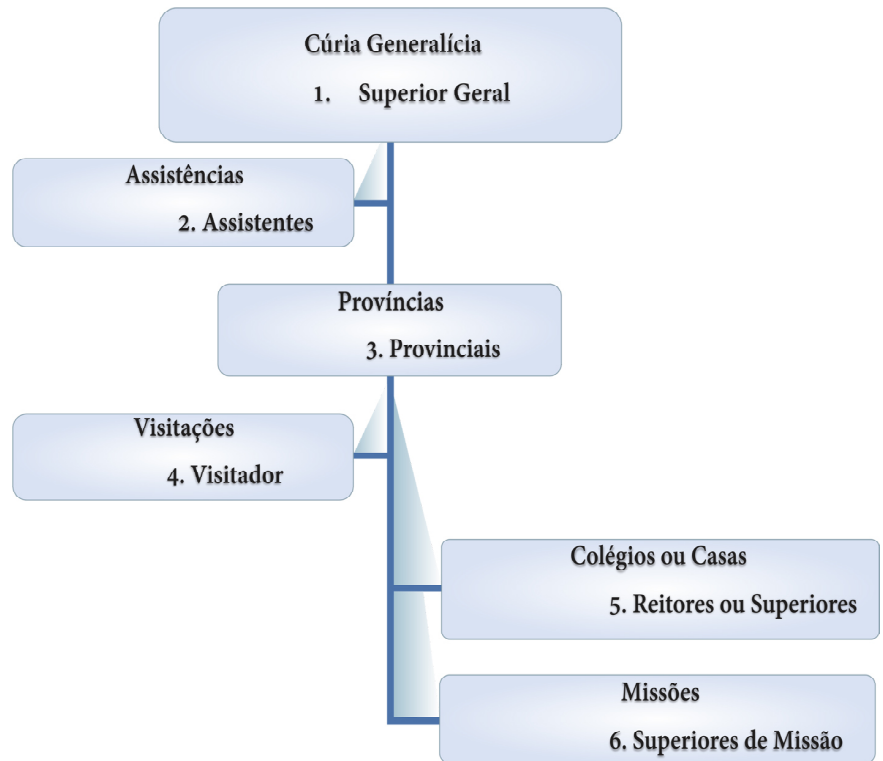 Cúria Generalícia
1. Superior Geral
Assistências
2. Assistentes
Províncias
3. Provinciais
Visitações
4. Visitador
Colégios ou Casas
5. Reitores ou Superiores
Missões
6. Superiores de Missão